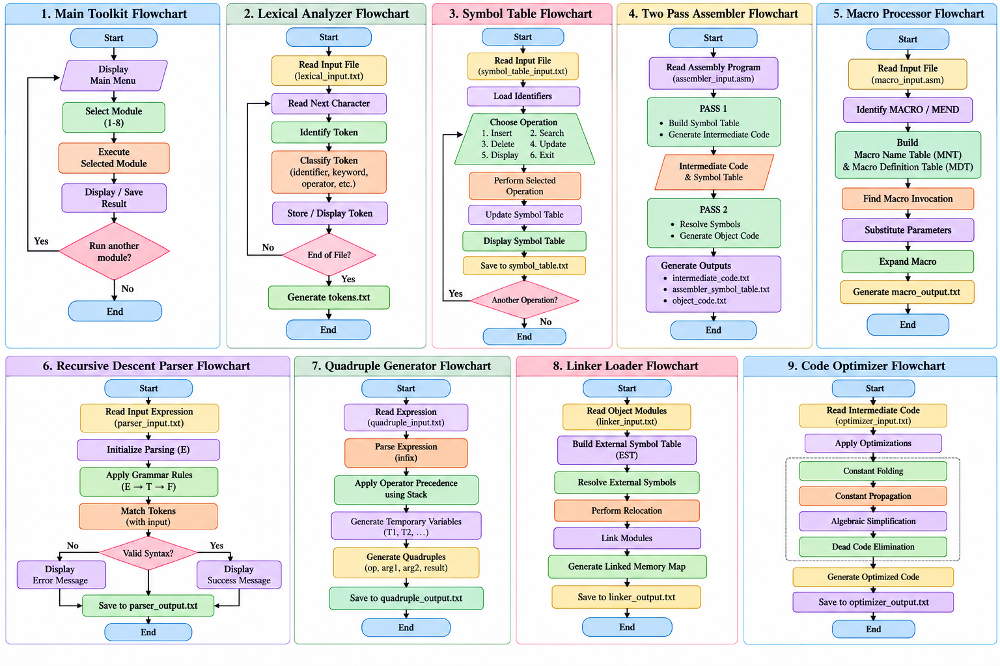 1. Main Toolkit Flowchart
Start
Display
Main Menu
Select Module
(1-8)
Execute
Selected Module
Display / Save
Result
Yes
Run another
module?
No
End
2. Lexical Analyzer Flowchart
Start
Read Input File
(lexical_input.txt)
Read Next Character
Identify Token
Classify Token
(identifier, keyword,
operator, etc.)
Store / Display Token
No
End of File?
Yes
Generate tokens.txt
End
3. Symbol Table Flowchart
Start
Read Input File
(symbol_table_input.txt)
Load Identifiers
Choose Operation
1. Insert 2. Search
3. Delete 4. Update
5. Display 6. Exit
Perform Selected
Operation
Update Symbol Table
Display Symbol Table
Save to symbol_table.txt
Yes
Another Operation?
No
End
4. Two Pass Assembler Flowchart
Start
Read Assembly Program
(assembler_input.asm)
PASS 1
• Build Symbol Table
• Generate Intermediate Code
Intermediate Code
& Symbol Table
PASS 2
• Resolve Symbols
• Generate Object Code
Generate Outputs
• intermediate_code.txt
• assembler_symbol_table.txt
• object_code.txt
End
5. Macro Processor Flowchart
Start
Read Input File
(macro_input.asm)
Identify MACRO / MEND
Build
Macro Name Table (MNT)
& Macro Definition Table (MDT)
Find Macro Invocation
Substitute Parameters
Expand Macro
Generate macro_output.txt
End
6. Recursive Descent Parser Flowchart
Start
Read Input Expression
(parser_input.txt)
Initialize Parsing (E)
Apply Grammar Rules
(E → T → F)
Match Tokens
(with input)
No
Valid Syntax?
Yes
Display
Error Message
Display
Success Message
Save to parser_output.txt
End
7. Quadruple Generator Flowchart
Start
Read Expression
(quadruple_input.txt)
Parse Expression
(infix)
Apply Operator Precedence
using Stack
Generate Temporary Variables
(T1, T2, …)
Generate Quadruples
(op, arg1, arg2, result)
Save to quadruple_output.txt
End
8. Linker Loader Flowchart
Start
Read Object Modules
(linker_input.txt)
Build External Symbol Table
(EST)
Resolve External Symbols
Perform Relocation
Link Modules
Generate Linked Memory Map
Save to linker_output.txt
End
9. Code Optimizer Flowchart
Start
Read Intermediate Code
(optimizer_input.txt)
Apply Optimizations
Constant Folding
Constant Propagation
Algebraic Simplification
Dead Code Elimination
Generate Optimized Code
Save to optimizer_output.txt
End